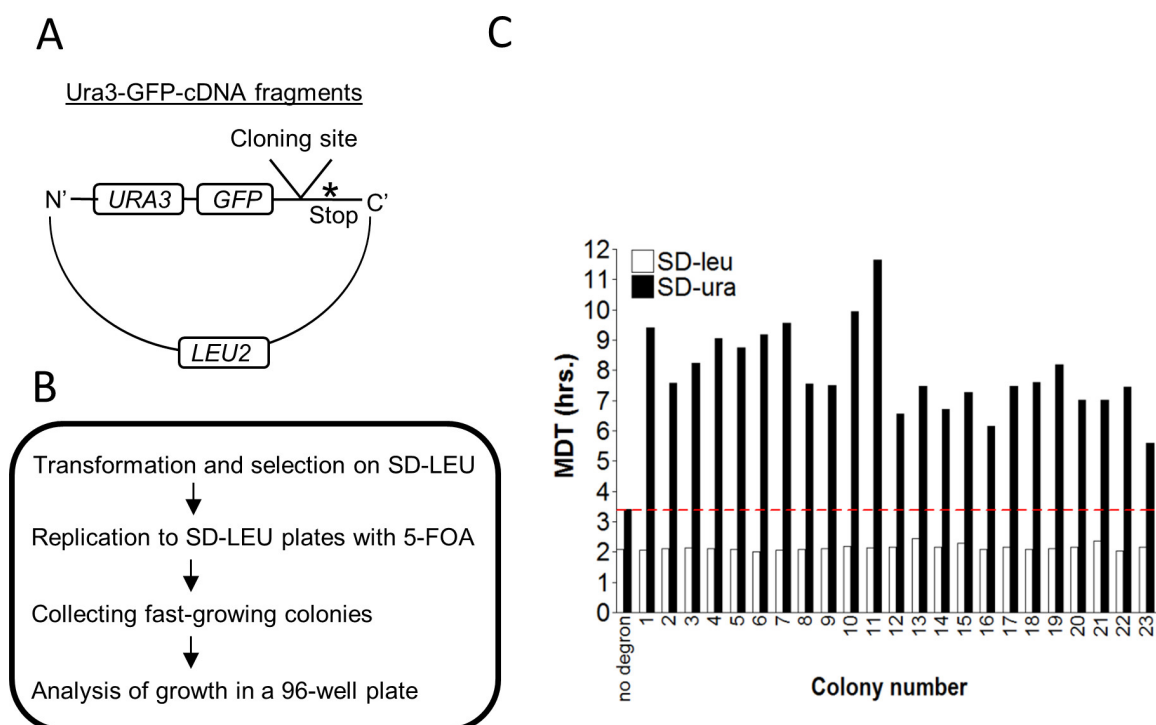 A
Ura3-GFP-cDNA fragments
Cloning site
N’
URA3
GFP
*
Stop
C’
LEU2
B
Transformation and selection on SD-LEU
Replication to SD-LEU plates with 5-FOA
Collecting fast-growing colonies
Analysis of growth in a 96-well plate
C
SD-leu
SD-ura
MDT (hrs.)
12
11
10
9
8
7
6
5
4
3
2
1
0
no degron
1
2
3
4
5
6
7
8
9
10
11
12
13
14
15
16
17
18
19
20
21
22
23
Colony number